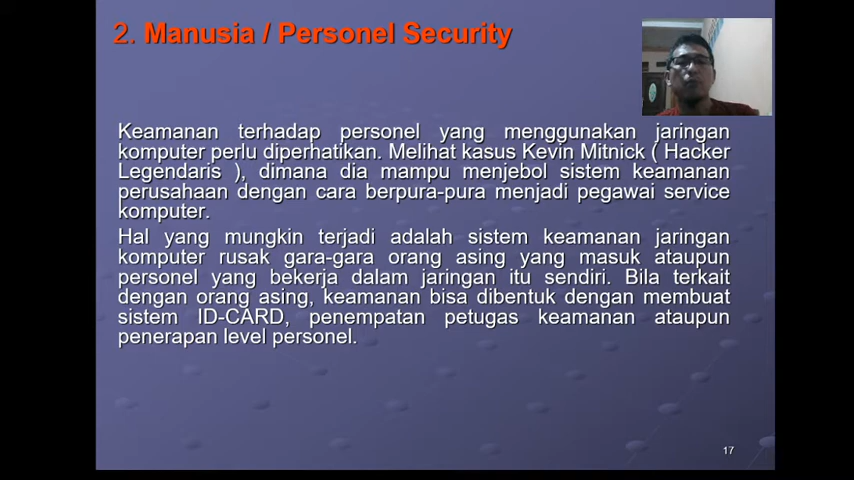 2. Manusia / Personel Security
Keamanan terhadap personel yang menggunakan jaringan
komputer perlu diperhatikan. Melihat kasus Kevin Mitnick ( Hacker
Legendaris ), dimana dia mampu menjebol sistem keamanan
perusahaan dengan cara berpura-pura menjadi pegawai service
komputer.
Hal yang mungkin terjadi adalah sistem keamanan jaringan
komputer rusak gara-gara orang asing yang masuk ataupun
personel yang bekerja dalam jaringan itu sendiri. Bila terkait
dengan orang asing, keamanan bisa dibentuk dengan membuat
sistem ID-CARD, penempatan petugas keamanan ataupun
penerapan level personel.
17